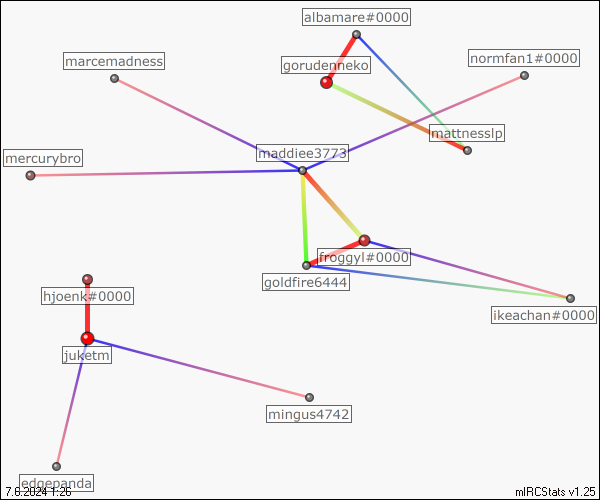 albamare#0000
gorudenneko
marcemadness
normfan1#0000
mattnesslp
maddiee3773
mercurybro
froggyl#0000
goldfire6444
hjoenk#0000
ikeachan#0000
juketm
mingus4742
edgepanda
7.6.2024 1:26
mIRCStats v1.25